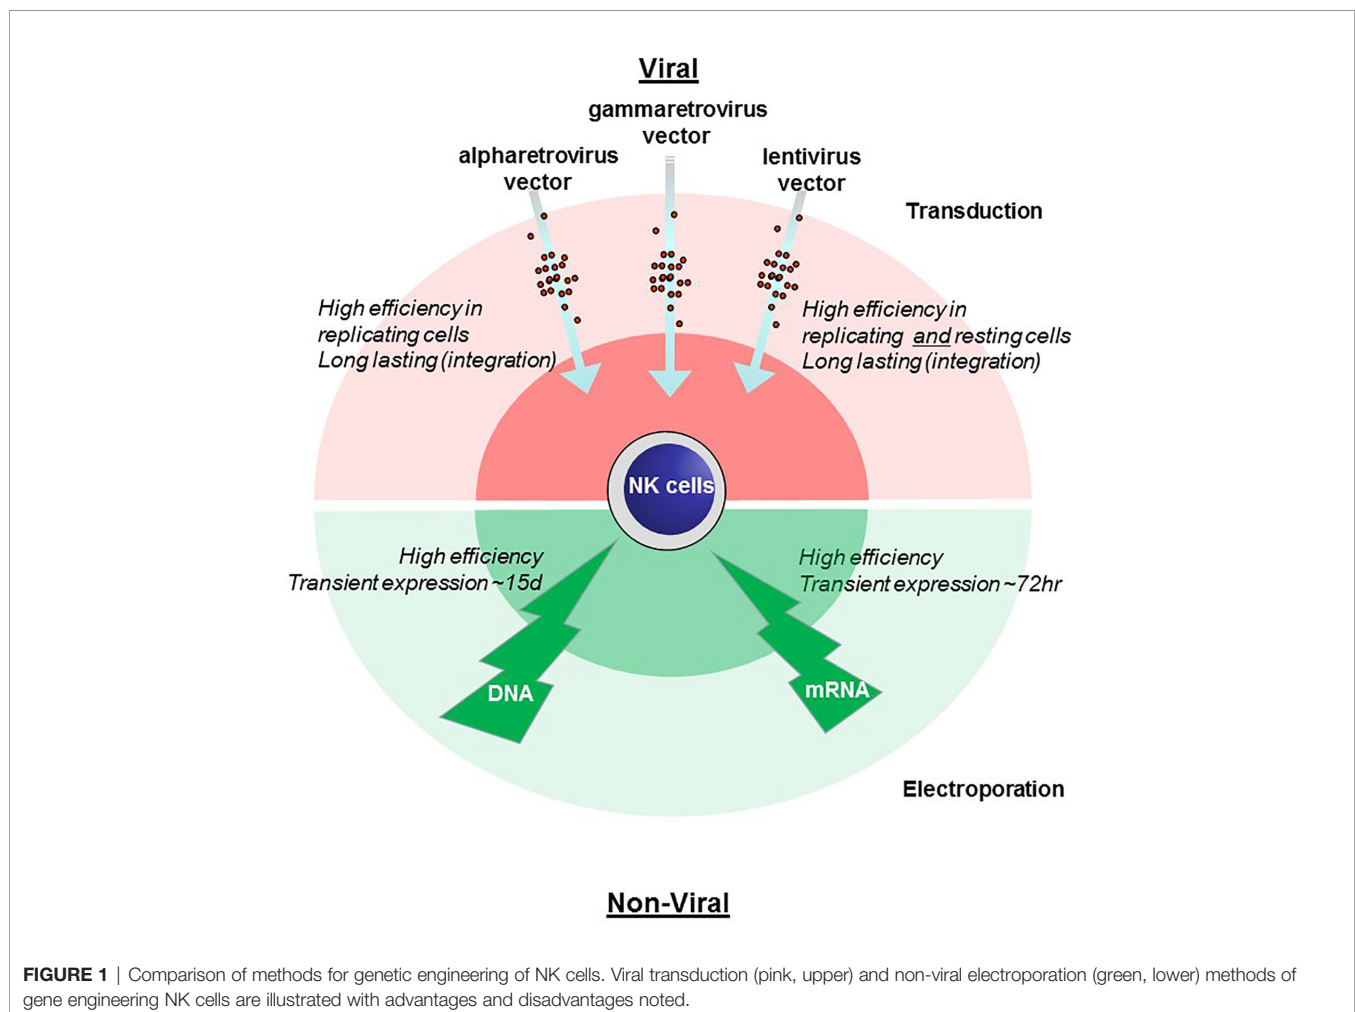 Viral
gammaretrovirus
vector
alpharetrovirus
vector
lentivirus
vector
Transduction
High efficiency in
replicating cells
Long lasting (integration)
High efficiency in
replicating and resting cells
Long lasting (integration)
NK cells
High efficiency
Transient expression ~15d
High efficiency
Transient expression ~72hr
DNA
mRNA
Electroporation
Non-Viral
FIGURE 1 | Comparison of methods for genetic engineering of NK cells. Viral transduction (pink, upper) and non-viral electroporation (green, lower) methods of
gene engineering NK cells are illustrated with advantages and disadvantages noted.